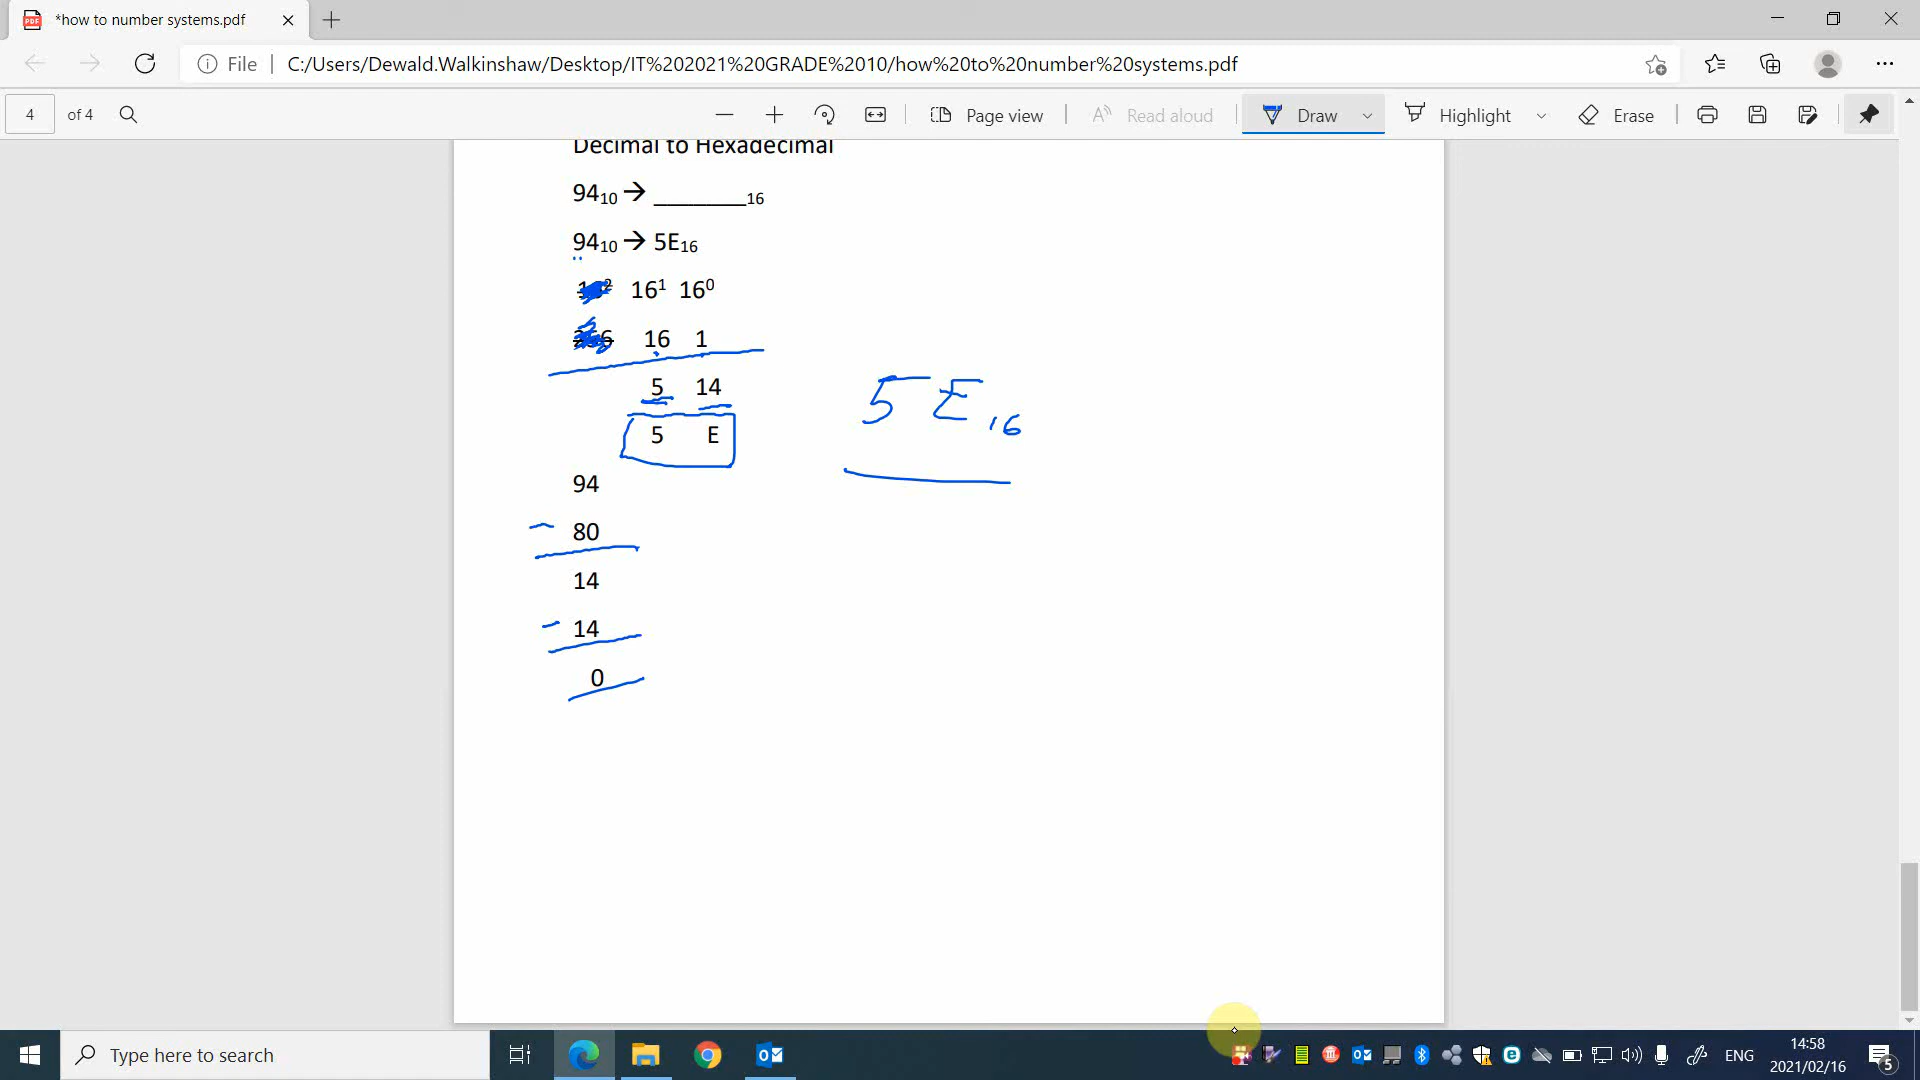 *how to number systems.pdf
File | C:/Users/Dewald.Walkinshaw/Desktop/IT%202021%20GRADE%2010/how%20to%20number%20systems.pdf
4 of 4 Page view Read aloud Draw Highlight Erase
Decimal to Hexadecimal
94₁₀ → ________₁₆
94₁₀ → 5E₁₆
16² 16¹ 16⁰
256 16 1
5 14
5 E
5E₁₆
94
- 80
14
- 14
0
Type here to search
ENG
14:58
2021/02/16
5